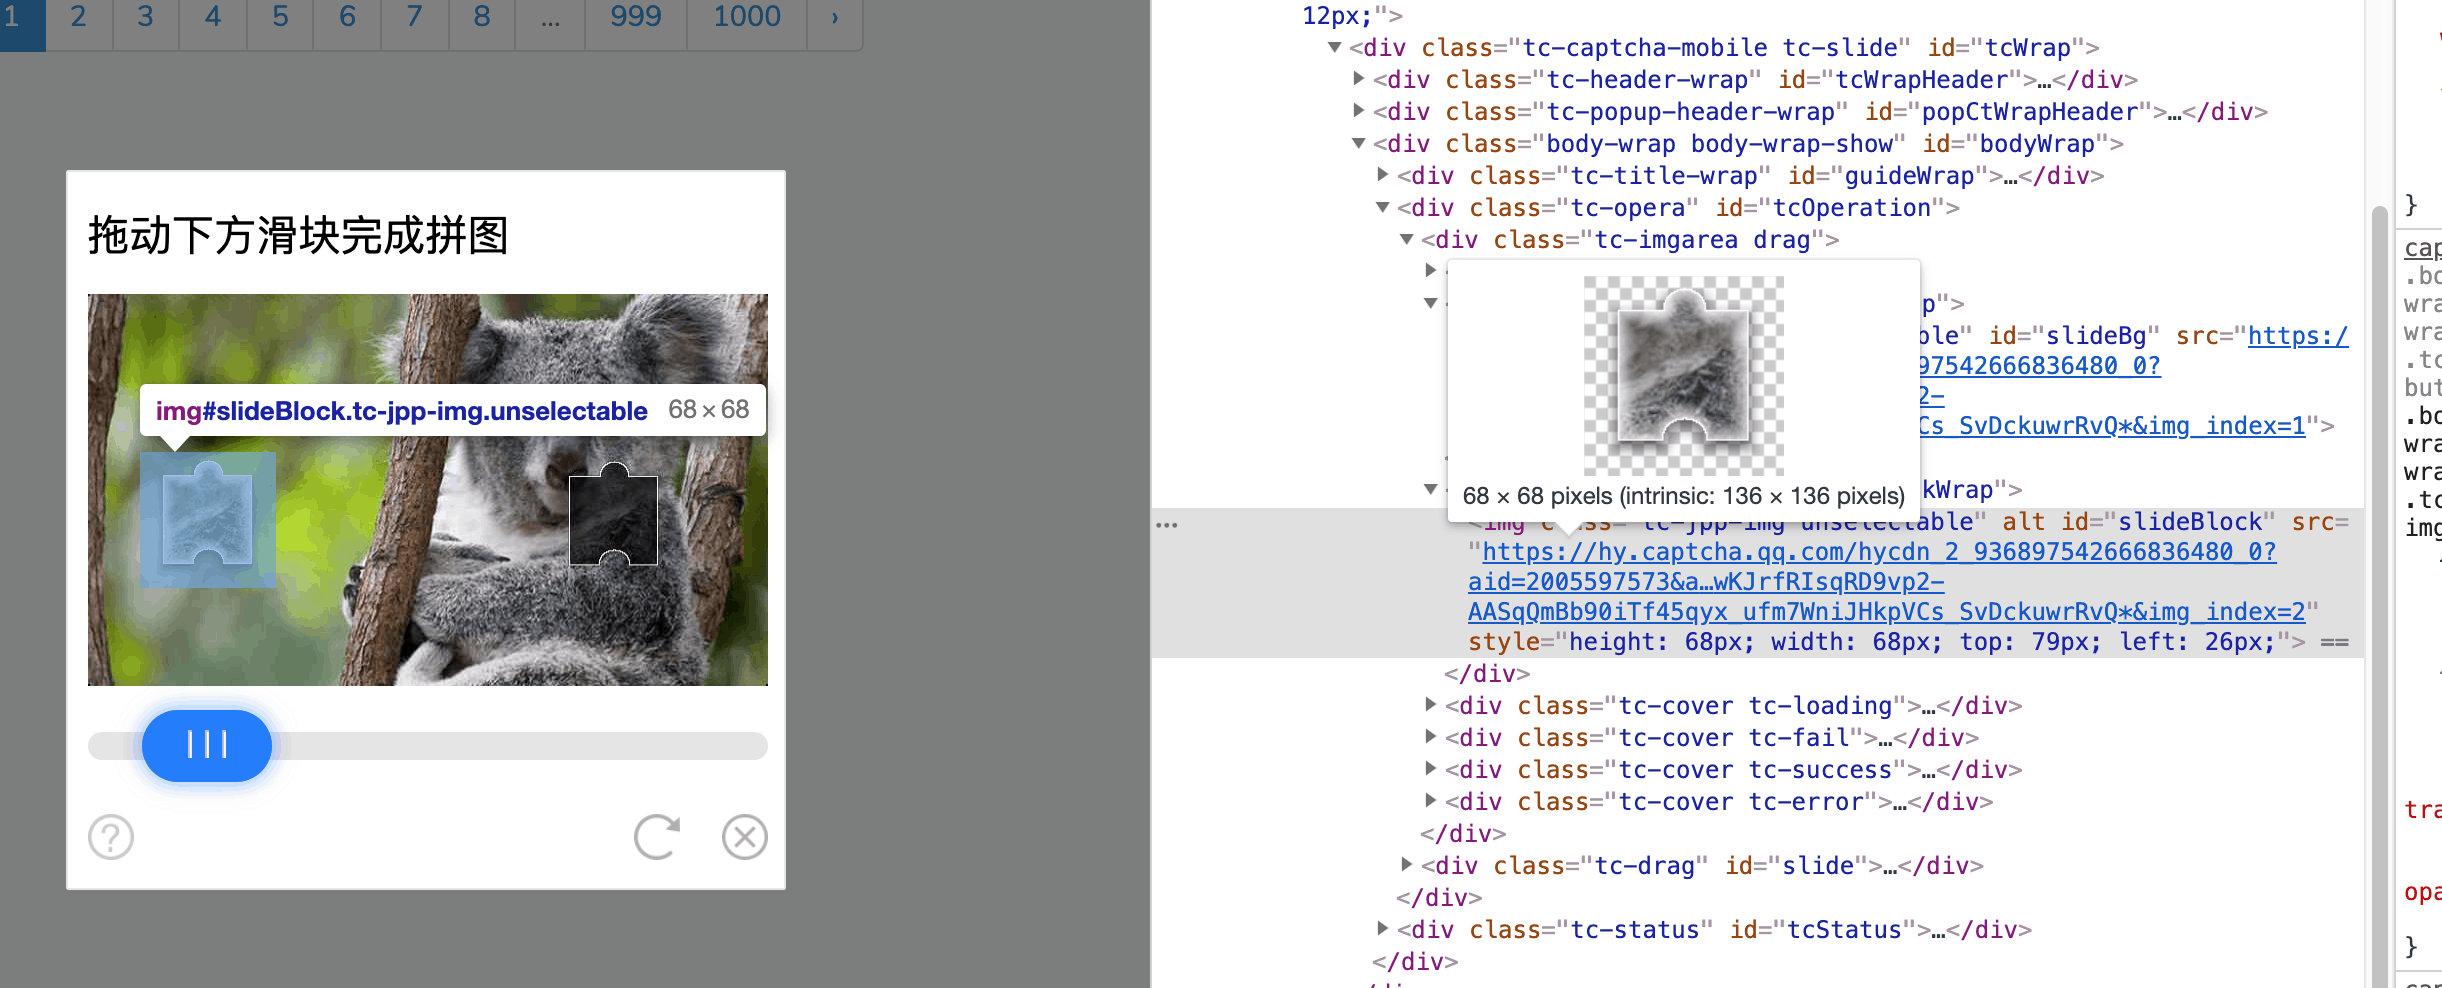 1 2 3 4 5 6 7 8 ... 999 1000 ›
拖动下方滑块完成拼图
img#slideBlock.tc-jpp-img.unselectable 68 × 68
?
12px;">
▼<div class="tc-captcha-mobile tc-slide" id="tcWrap">
▶<div class="tc-header-wrap" id="tcWrapHeader">…</div>
▶<div class="tc-popup-header-wrap" id="popCtWrapHeader">…</div>
▼<div class="body-wrap body-wrap-show" id="bodyWrap">
▶<div class="tc-title-wrap" id="guideWrap">…</div>
▼<div class="tc-opera" id="tcOperation">
▼<div class="tc-imgarea drag">
p">
ble" id="slideBg" src="https:/
97542666836480_0?
2-
Cs_SvDckuwrRvQ*&img_index=1">
68 × 68 pixels (intrinsic: 136 × 136 pixels)
kWrap">
<img class="tc-jpp-img unselectable" alt id="slideBlock" src=
"https://hy.captcha.qq.com/hycdn_2_936897542666836480_0?
aid=2005597573&a…wKJrfRIsqRD9vp2-
AASqQmBb90iTf45qyx_ufm7WniJHkpVCs_SvDckuwrRvQ*&img_index=2"
style="height: 68px; width: 68px; top: 79px; left: 26px;"> ==
</div>
▶<div class="tc-cover tc-loading">…</div>
▶<div class="tc-cover tc-fail">…</div>
▶<div class="tc-cover tc-success">…</div>
▶<div class="tc-cover tc-error">…</div>
</div>
▶<div class="tc-drag" id="slide">…</div>
</div>
▶<div class="tc-status" id="tcStatus">…</div>
</div>
}
cap
.bo
wra
wra
.tc
but
.bo
wra
wra
.tc
img
tra
opa
}